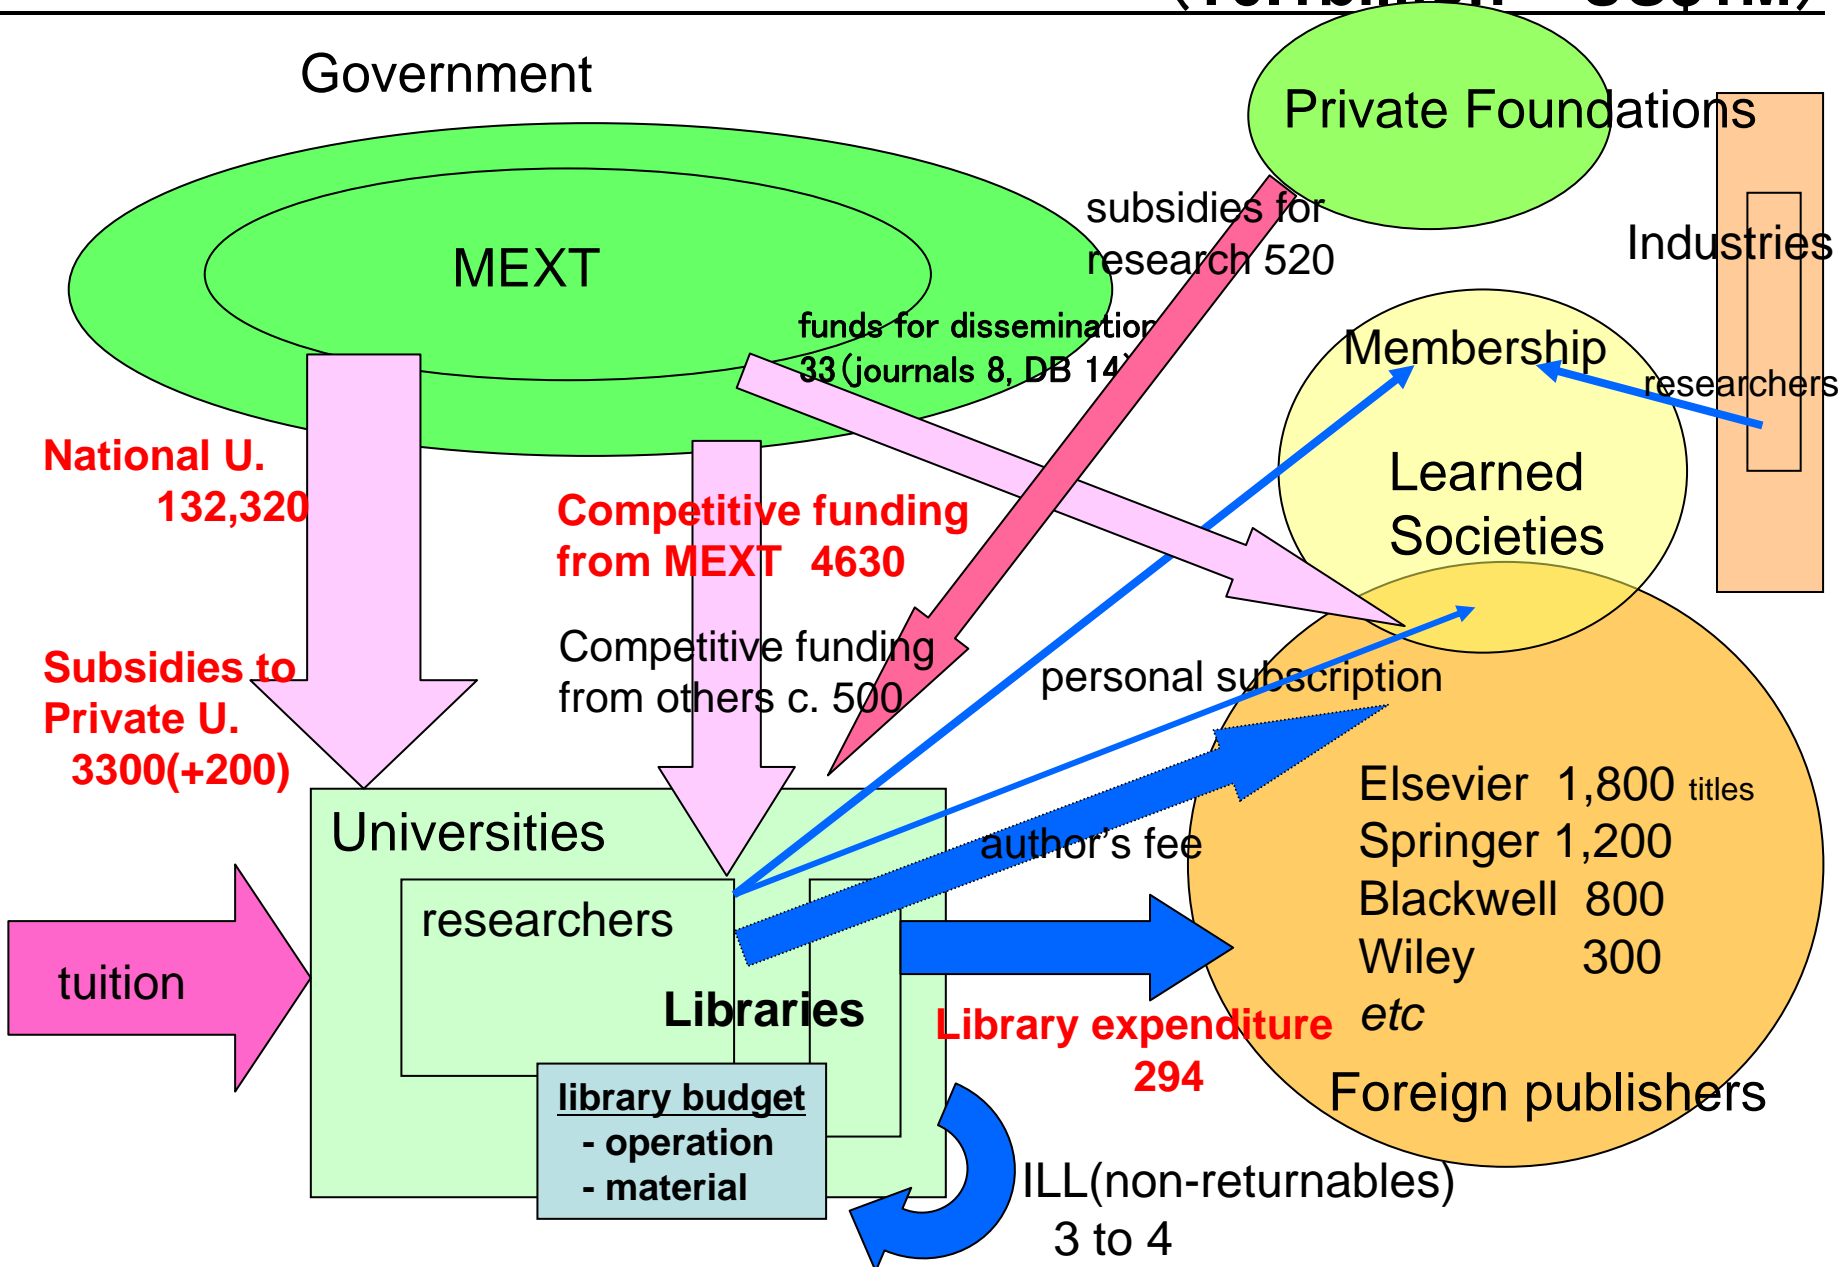 Government
Private Foundations
subsidies for
research 520
Industries
MEXT
funds for dissemination
33(journals 8, DB 14)
Membership
researchers
National U.
132,320
Learned
Societies
Competitive funding
from MEXT 4630
Competitive funding
from others c. 500
Subsidies to
Private U.
3300(+200)
personal subscription
Elsevier 1,800 titles
Springer 1,200
Blackwell 800
Wiley 300
etc
Foreign publishers
Universities
author's fee
researchers
tuition
Libraries
Library expenditure
294
library budget
- operation
- material
ILL(non-returnables)
3 to 4